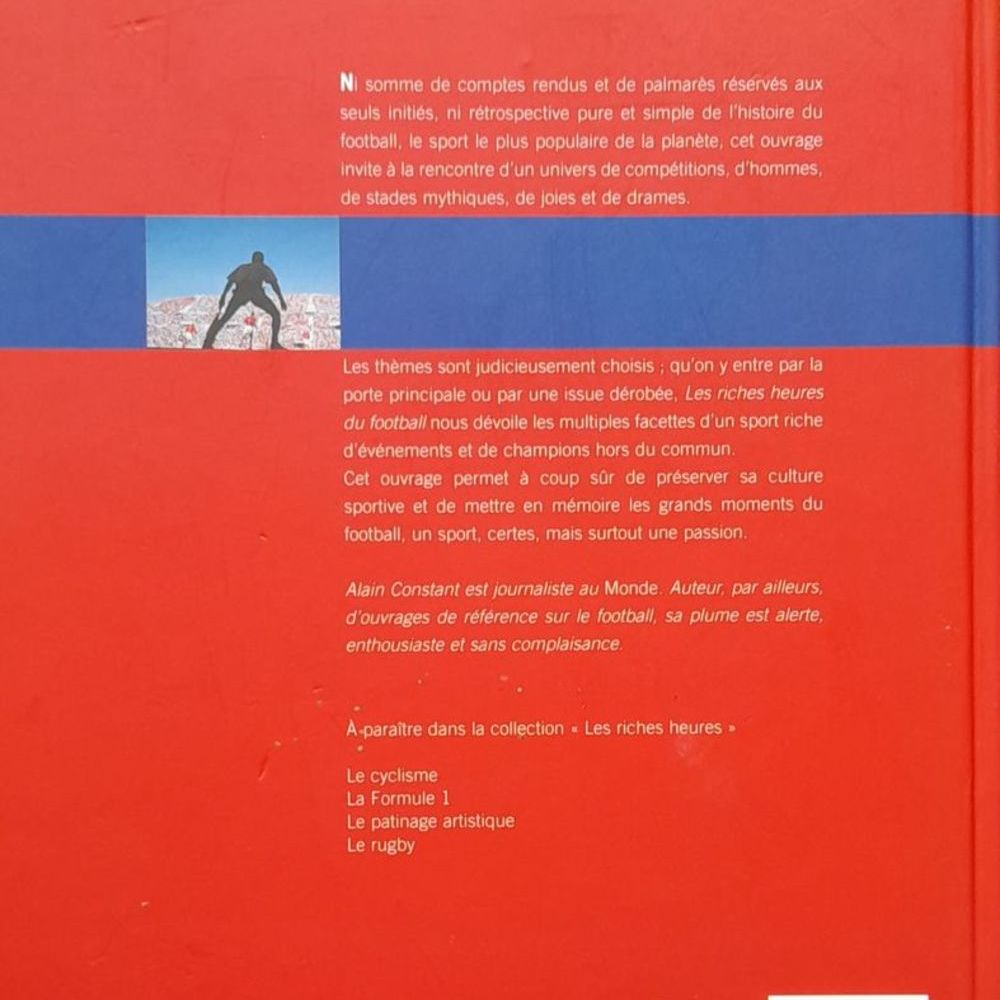 Ni somme de comptes rendus et de palmarès réservés aux
seuls initiés, ni rétrospective pure et simple de l'histoire du
football, le sport le plus populaire de la planète, cet ouvrage
invite à la rencontre d'un univers de compétitions, d'hommes,
de stades mythiques, de joies et de drames.
Les thèmes sont judicieusement choisis ; qu'on y entre par la
porte principale ou par une issue dérobée, Les riches heures
du football nous dévoile les multiples facettes d'un sport riche
d'événements et de champions hors du commun.
Cet ouvrage permet à coup sûr de préserver sa culture
sportive et de mettre en mémoire les grands moments du
football, un sport, certes, mais surtout une passion.
Alain Constant est journaliste au Monde. Auteur, par ailleurs,
d'ouvrages de référence sur le football, sa plume est alerte,
enthousiaste et sans complaisance.
À paraître dans la collection « Les riches heures »
Le cyclisme
La Formule 1
Le patinage artistique
Le rugby